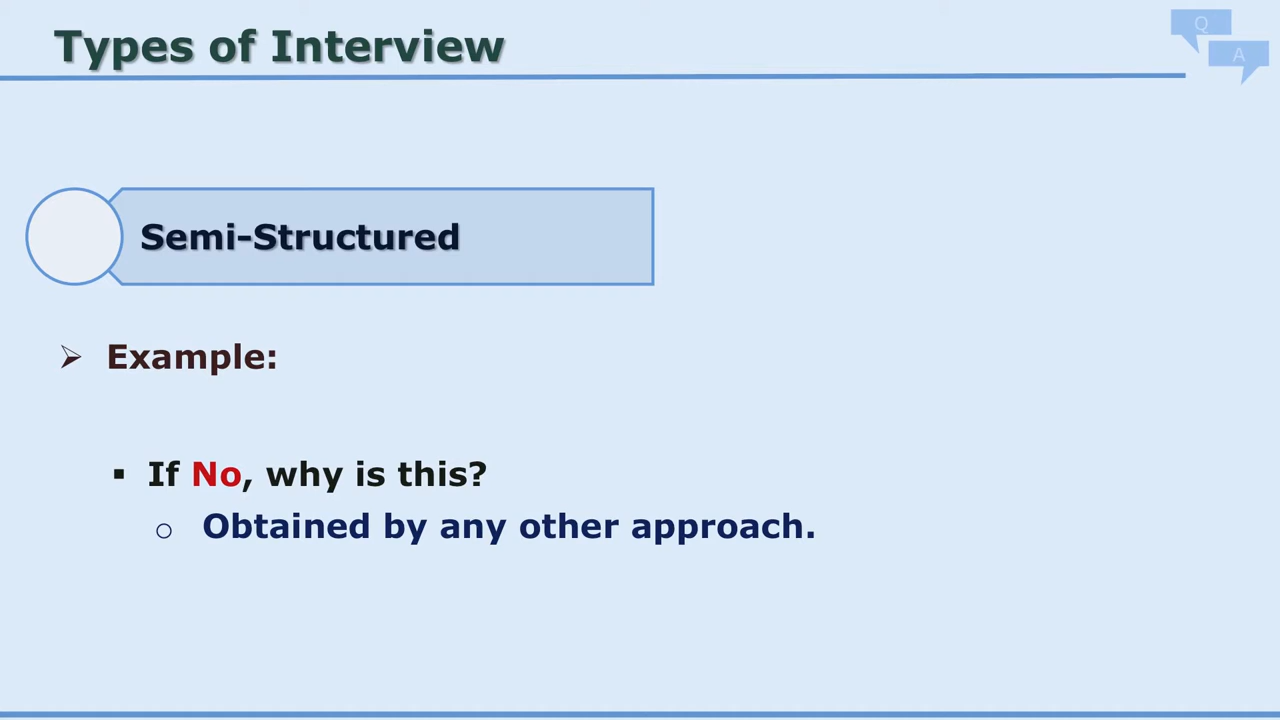 Types of Interview
Q
A
Semi-Structured
Example:
If No, why is this?
Obtained by any other approach.